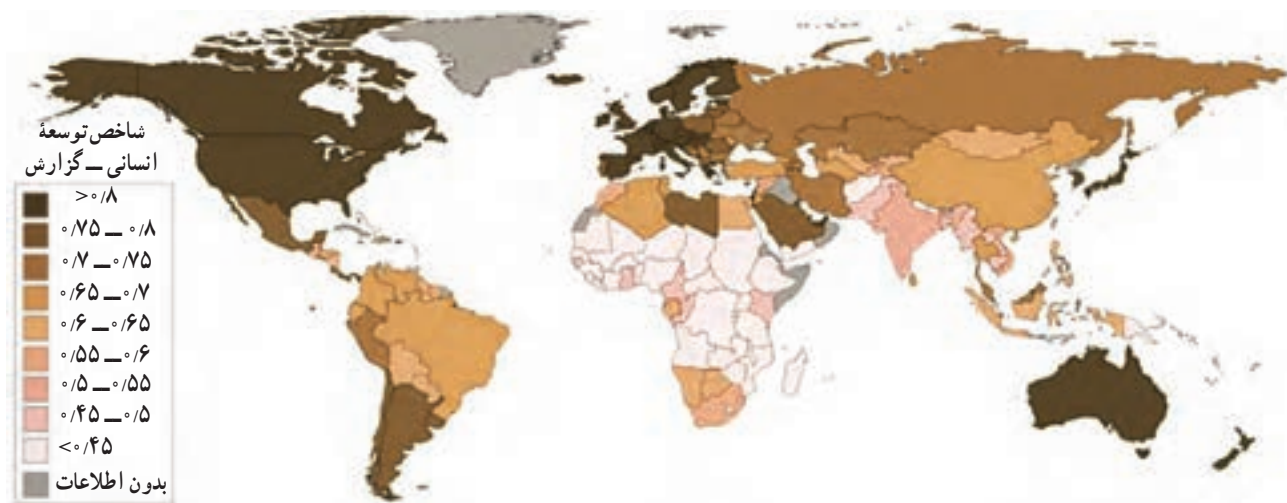 شاخص توسعهٔ
انسانی ــ گزارش
>۰/۸
۰/۷۵ ــ ۰/۸
۰/۷ ــ ۰/۷۵
۰/۶۵ ــ ۰/۷
۰/۶ ــ ۰/۶۵
۰/۵۵ ــ ۰/۶
۰/۵ ــ ۰/۵۵
۰/۴۵ ــ ۰/۵
<۰/۴۵
بدون اطلاعات